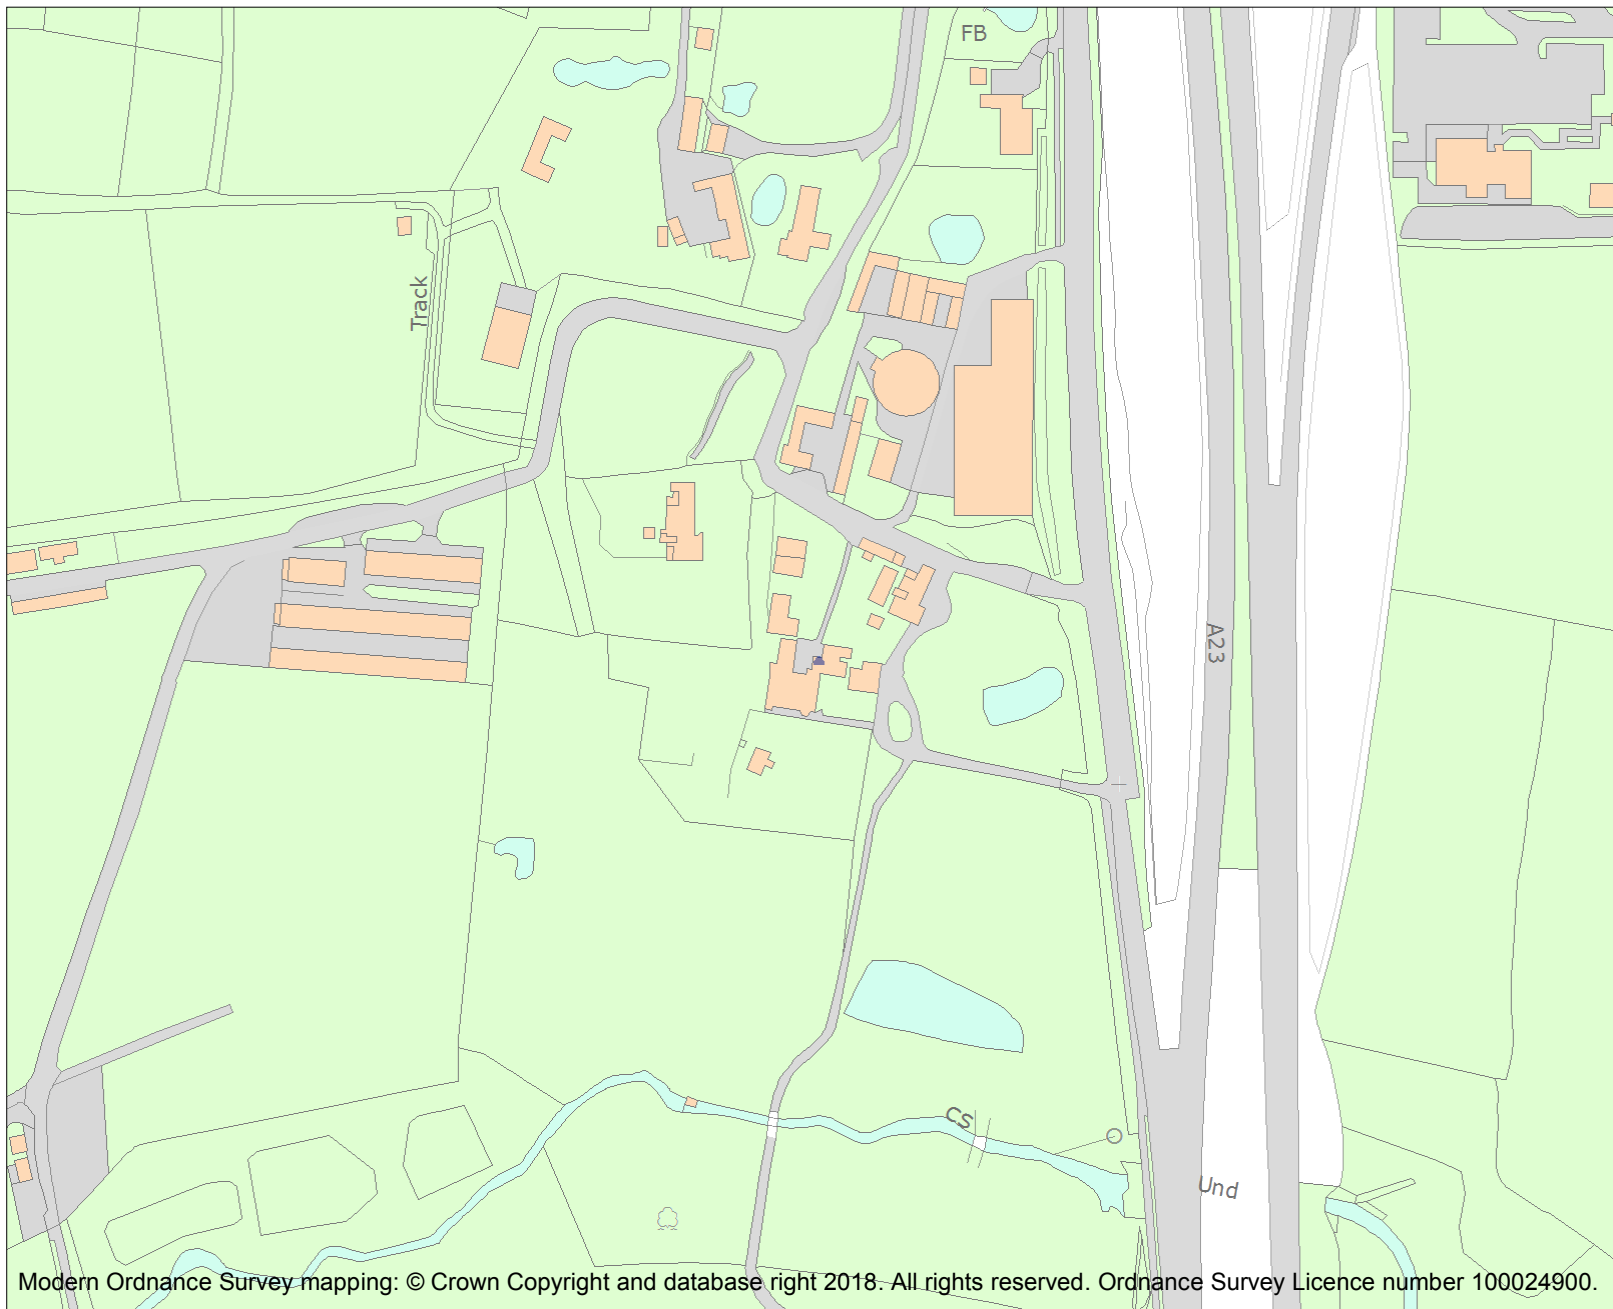 FB
Track
A23
CS
Und
Modern Ordnance Survey mapping: © Crown Copyright and database right 2018. All rights reserved. Ordnance Survey Licence number 100024900.